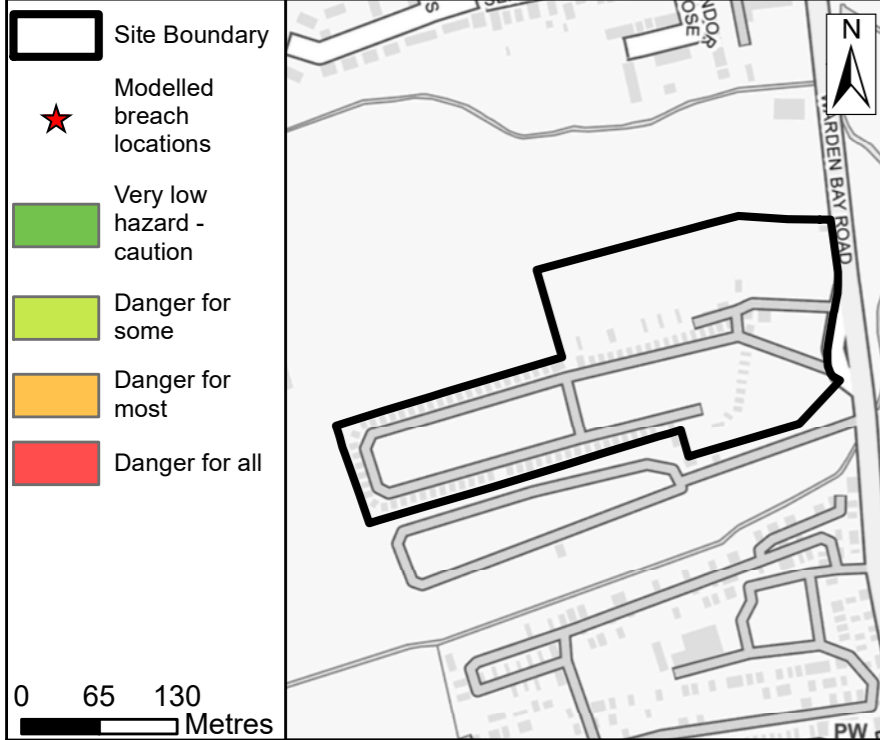 Site Boundary
Modelled
breach
locations
Very low
hazard -
caution
Danger for
some
Danger for
most
Danger for all
0 65 130
Metres
N
WARDEN BAY ROAD
PW